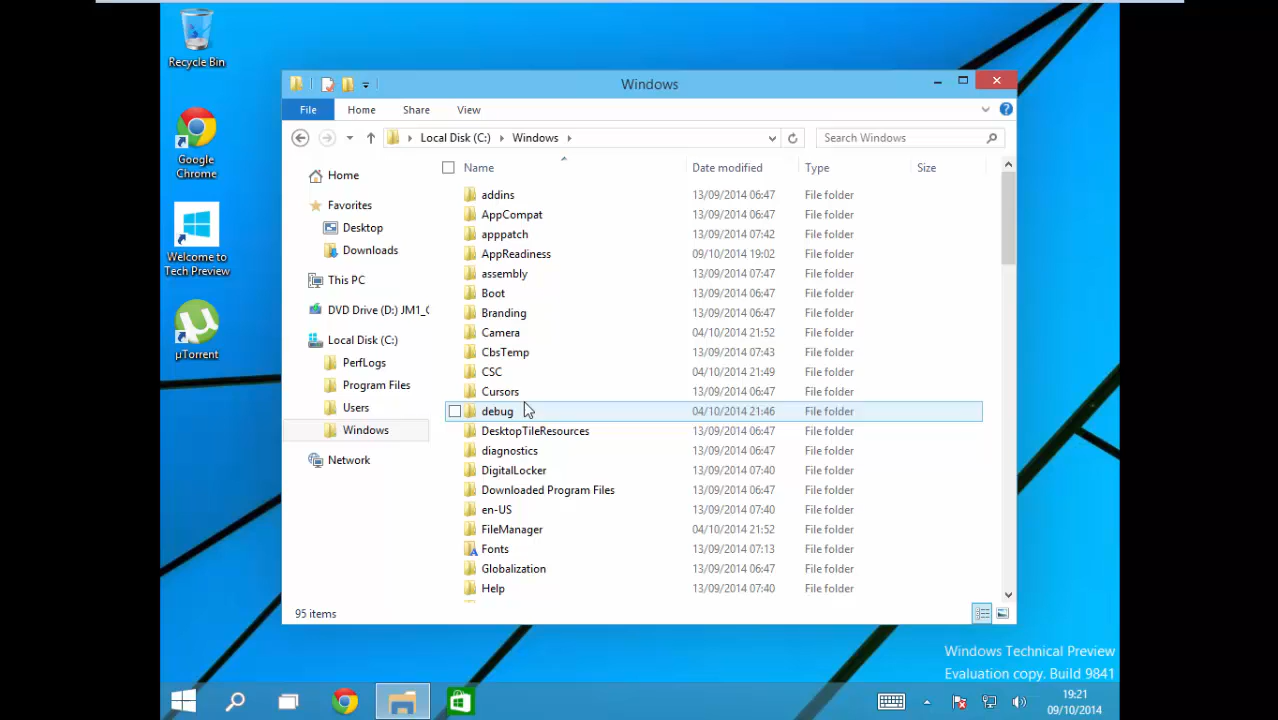 Recycle Bin
Google
Chrome
Welcome to
Tech Preview
µTorrent
Windows
File Home Share View
Local Disk (C:) Windows
Search Windows
Home
Favorites
Desktop
Downloads
This PC
DVD Drive (D:) JM1_C
Local Disk (C:)
PerfLogs
Program Files
Users
Windows
Network
Name Date modified Type Size
addins 13/09/2014 06:47 File folder
AppCompat 13/09/2014 06:47 File folder
apppatch 13/09/2014 07:42 File folder
AppReadiness 09/10/2014 19:02 File folder
assembly 13/09/2014 07:47 File folder
Boot 13/09/2014 06:47 File folder
Branding 13/09/2014 06:47 File folder
Camera 04/10/2014 21:52 File folder
CbsTemp 13/09/2014 07:43 File folder
CSC 04/10/2014 21:49 File folder
Cursors 13/09/2014 06:47 File folder
debug 04/10/2014 21:46 File folder
DesktopTileResources 13/09/2014 06:47 File folder
diagnostics 13/09/2014 06:47 File folder
DigitalLocker 13/09/2014 07:40 File folder
Downloaded Program Files 13/09/2014 06:47 File folder
en-US 13/09/2014 07:40 File folder
FileManager 04/10/2014 21:52 File folder
Fonts 13/09/2014 07:13 File folder
Globalization 13/09/2014 06:47 File folder
Help 13/09/2014 07:40 File folder
95 items
Windows Technical Preview
Evaluation copy. Build 9841
19:21
09/10/2014